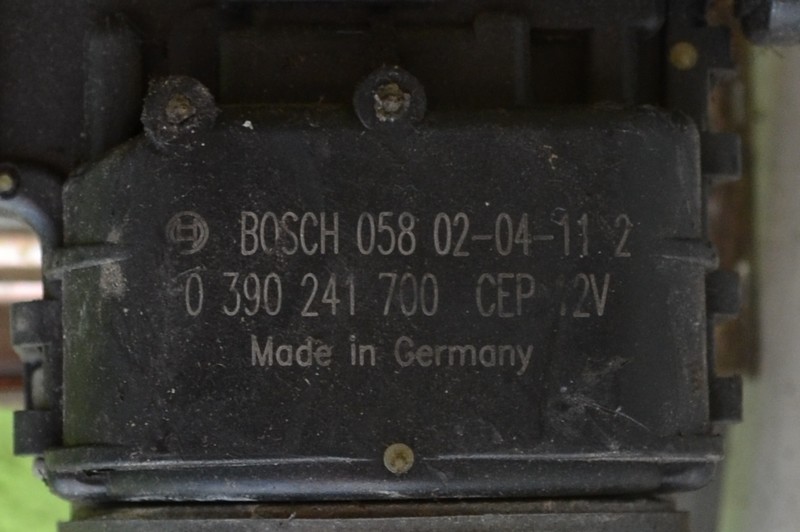 BOSCH 058 02-04-11 2
0 390 241 700 CEP 12V
Made in Germany